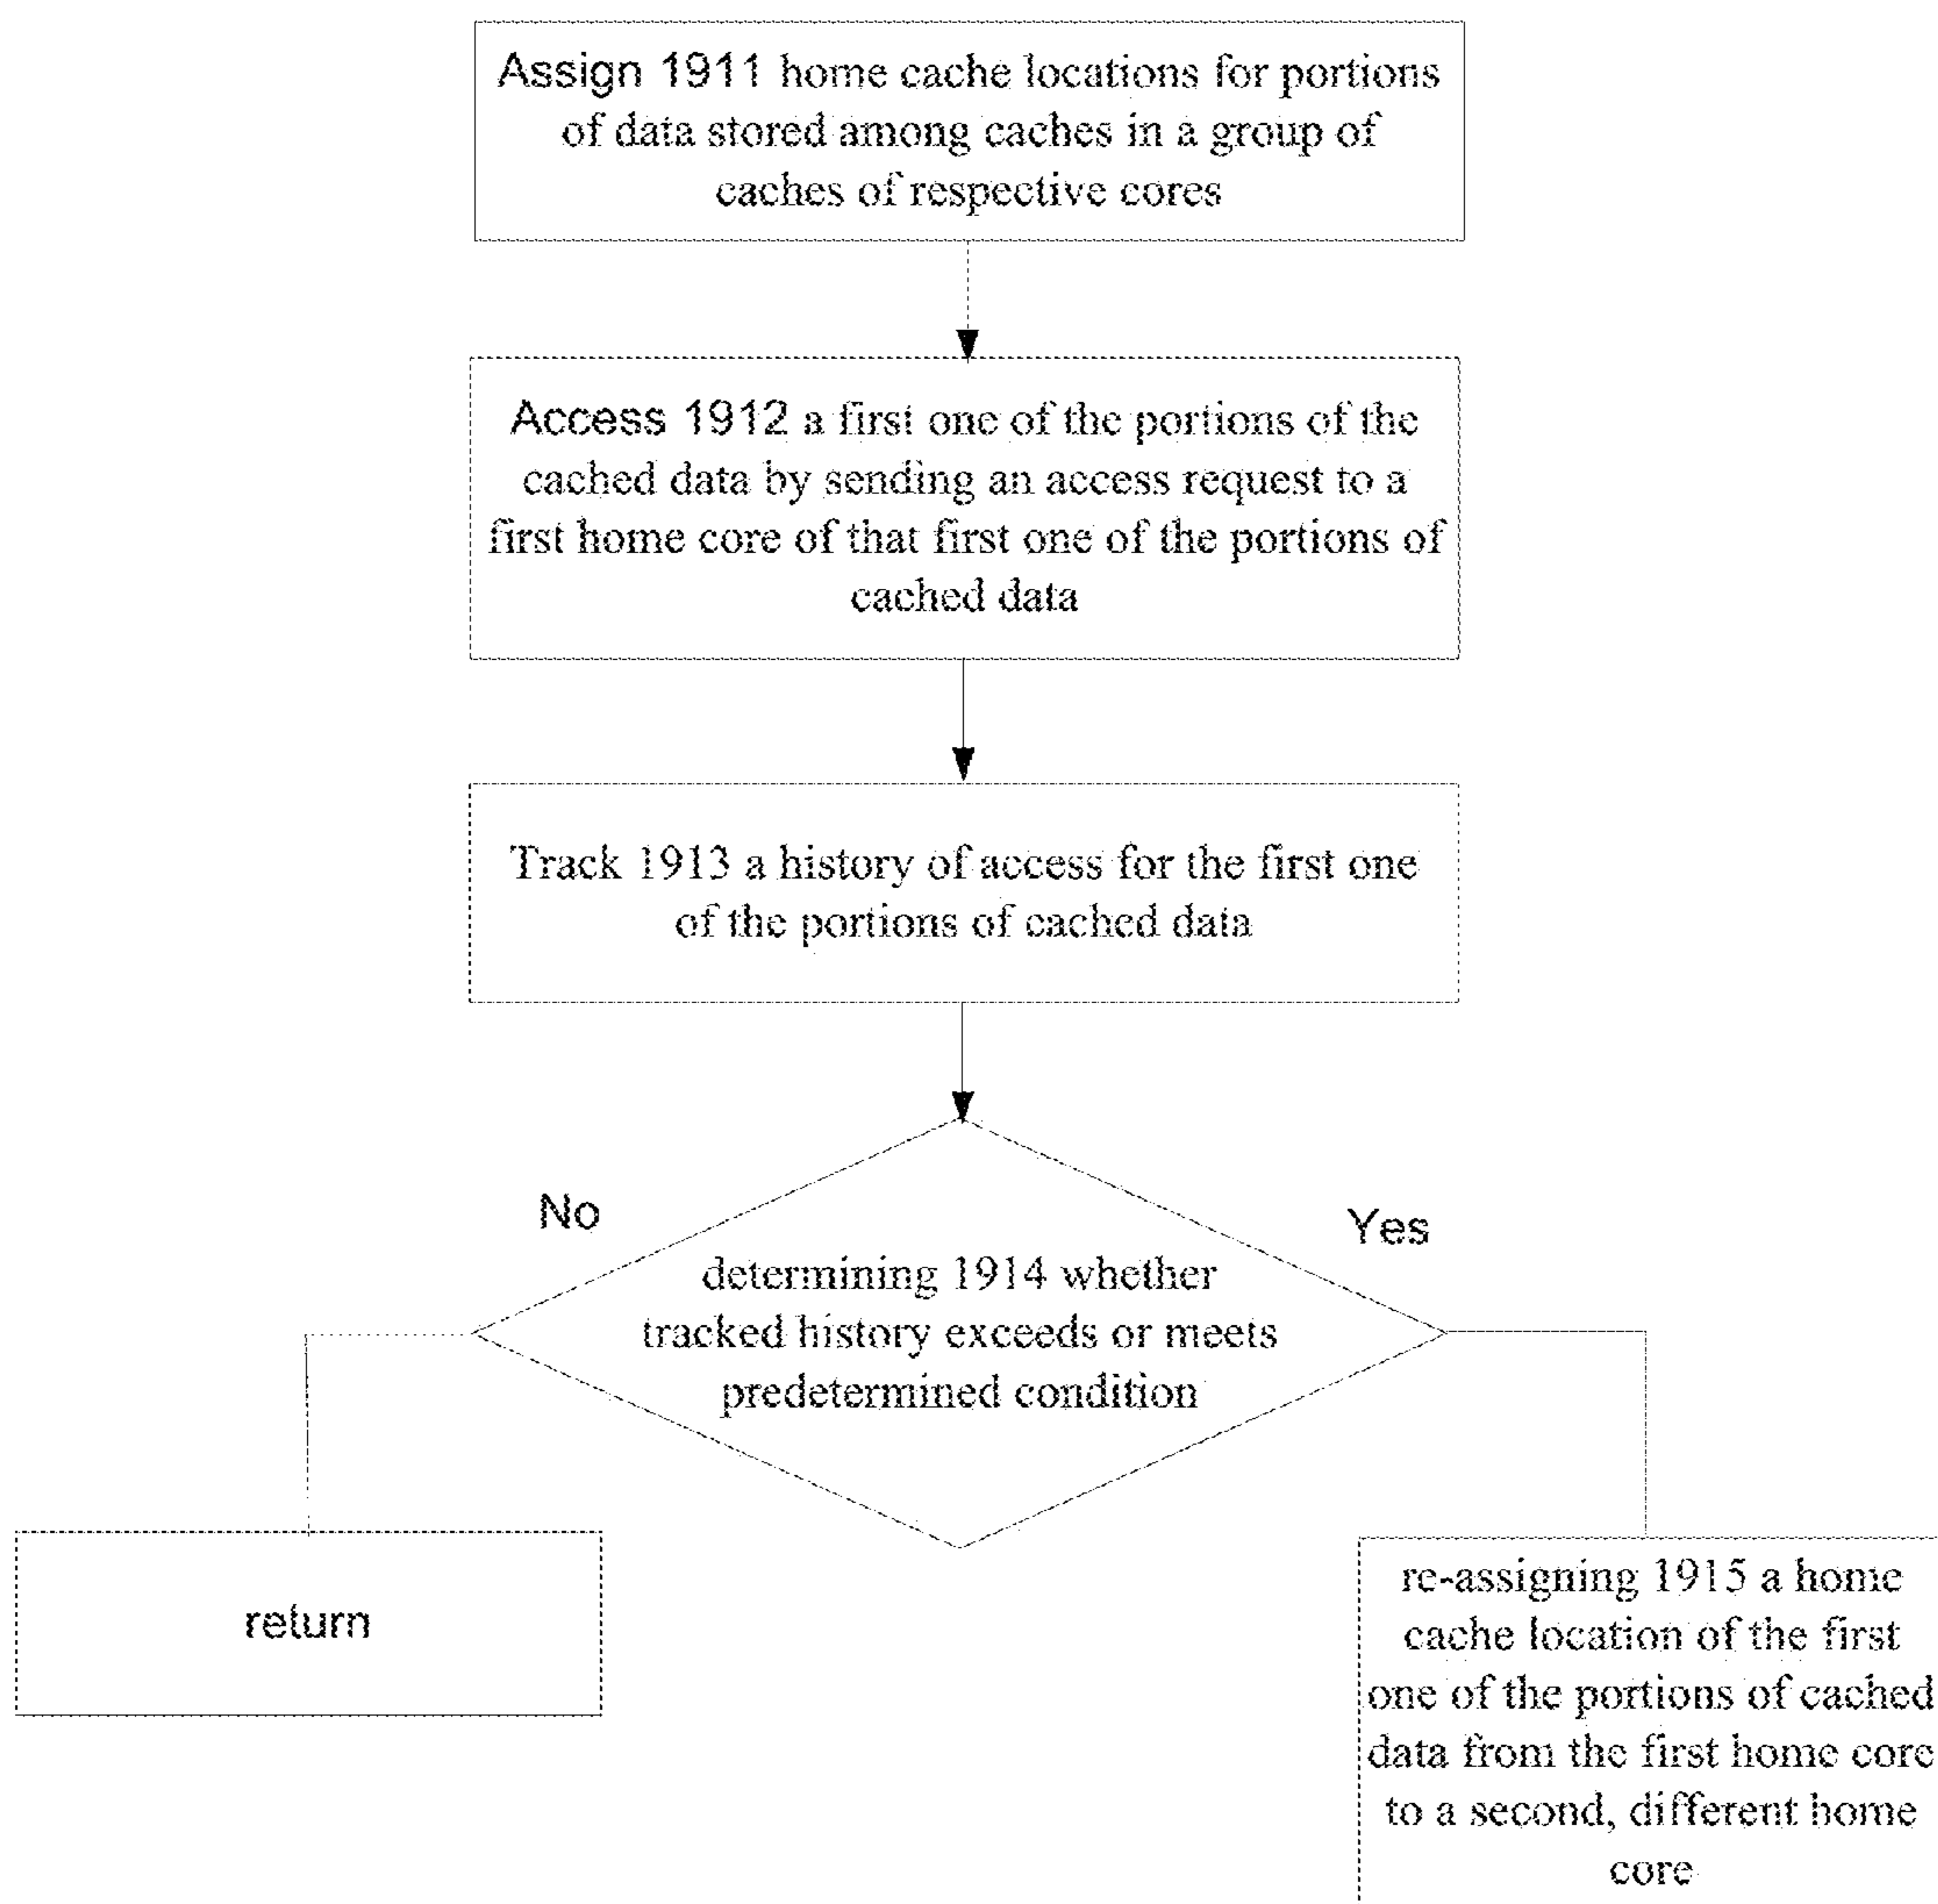 Assign 1911 home cache locations for portions
of data stored among caches in a group of
caches of respective cores
Access 1912 a first one of the portions of the
cached data by sending an access request to a
first home core of that first one of the portions of
cached data
Track 1913 a history of access for the first one
of the portions of cached data
No
Yes
determining 1914 whether
tracked history exceeds or meets
predetermined condition
return
re-assigning 1915 a home
cache location of the first
one of the portions of cached
data from the first home core
to a second, different home
core